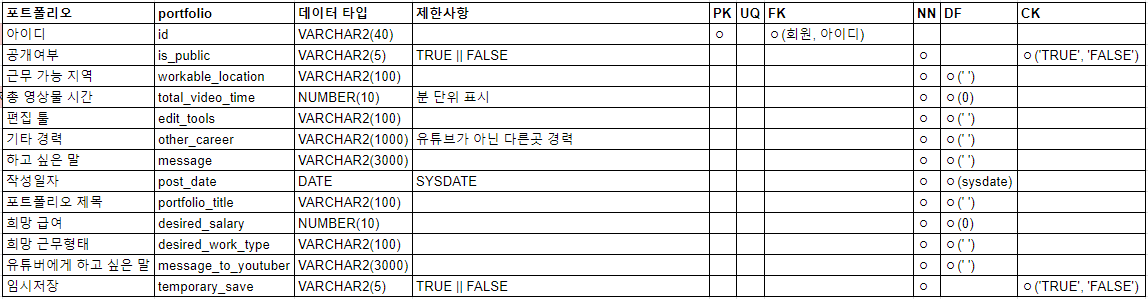 포트폴리오 portfolio 데이터 타입 제한사항 PK UQ FK NN DF CK
아이디 id VARCHAR2(40) ㅇ ㅇ(회원, 아이디)
공개여부 is_public VARCHAR2(5) TRUE || FALSE ㅇ ㅇ('TRUE', 'FALSE')
근무 가능 지역 workable_location VARCHAR2(100) ㅇ ㅇ(' ')
총 영상물 시간 total_video_time NUMBER(10) 분 단위 표시 ㅇ ㅇ(0)
편집 툴 edit_tools VARCHAR2(100) ㅇ ㅇ(' ')
기타 경력 other_career VARCHAR2(1000) 유튜브가 아닌 다른곳 경력 ㅇ ㅇ(' ')
하고 싶은 말 message VARCHAR2(3000) ㅇ ㅇ(' ')
작성일자 post_date DATE SYSDATE ㅇ ㅇ(sysdate)
포트폴리오 제목 portfolio_title VARCHAR2(100) ㅇ ㅇ(' ')
희망 급여 desired_salary NUMBER(10) ㅇ ㅇ(0)
희망 근무형태 desired_work_type VARCHAR2(100) ㅇ ㅇ(' ')
유튜버에게 하고 싶은 말 message_to_youtuber VARCHAR2(3000) ㅇ ㅇ(' ')
임시저장 temporary_save VARCHAR2(5) TRUE || FALSE ㅇ ㅇ('TRUE', 'FALSE')